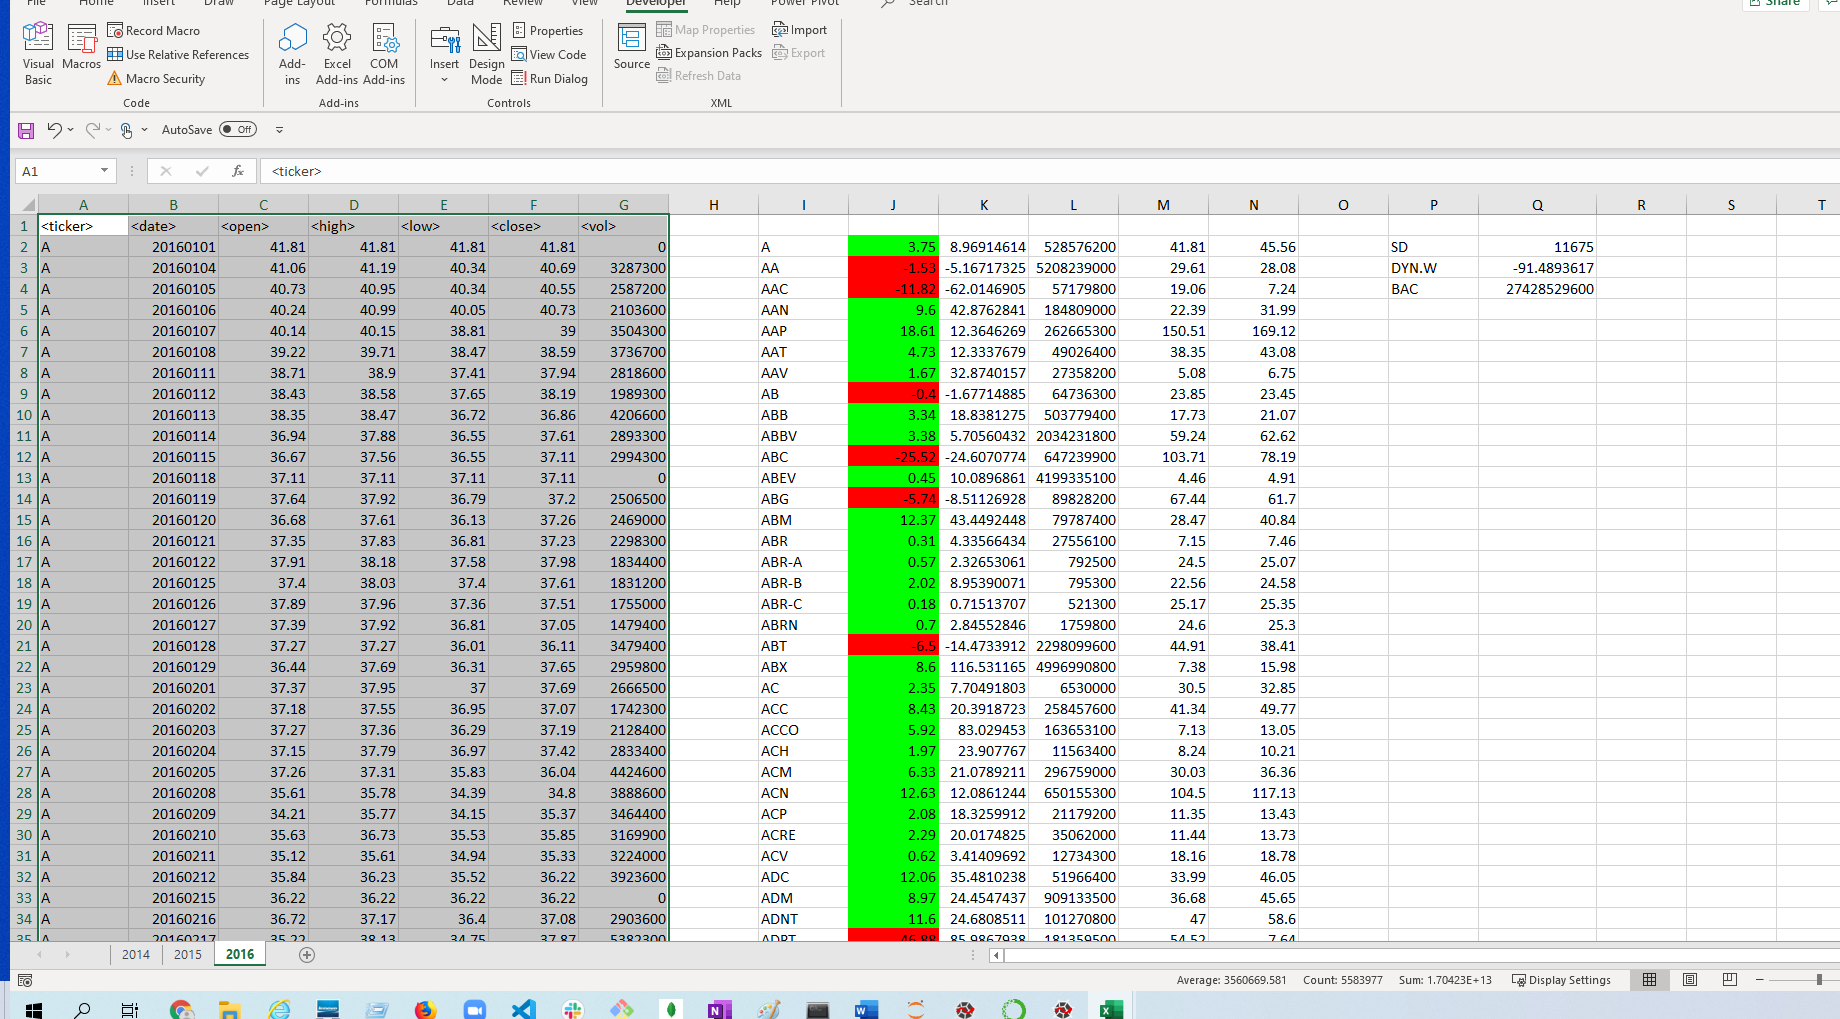 File Home Insert Draw Page Layout Formulas Data Review View Developer Help Power Pivot Search Share
Visual Basic
Macros
Record Macro
Use Relative References
Macro Security
Code
Add-ins
Excel Add-ins
COM Add-ins
Add-ins
Insert
Design Mode
Properties
View Code
Run Dialog
Controls
Source
Map Properties
Expansion Packs
Refresh Data
Import
Export
XML
AutoSave Off
A1 fx <ticker>
A B C D E F G H I J K L M N O P Q R S T
1 <ticker> <date> <open> <high> <low> <close> <vol>
2 A 20160101 41.81 41.81 41.81 41.81 0 A 3.75 8.96914614 528576200 41.81 45.56 SD 11675
3 A 20160104 41.06 41.19 40.34 40.69 3287300 AA -1.53 -5.16717325 5208239000 29.61 28.08 DYN.W -91.4893617
4 A 20160105 40.73 40.95 40.34 40.55 2587200 AAC -11.82 -62.0146905 57179800 19.06 7.24 BAC 27428529600
5 A 20160106 40.24 40.99 40.05 40.73 2103600 AAN 9.6 42.8762841 184809000 22.39 31.99
6 A 20160107 40.14 40.15 38.81 39 3504300 AAP 18.61 12.3646269 262665300 150.51 169.12
7 A 20160108 39.22 39.71 38.47 38.59 3736700 AAT 4.73 12.3337679 49026400 38.35 43.08
8 A 20160111 38.71 38.9 37.41 37.94 2818600 AAV 1.67 32.8740157 27358200 5.08 6.75
9 A 20160112 38.43 38.58 37.65 38.19 1989300 AB -0.4 -1.67714885 64736300 23.85 23.45
10 A 20160113 38.35 38.47 36.72 36.86 4206600 ABB 3.34 18.8381275 503779400 17.73 21.07
11 A 20160114 36.94 37.88 36.55 37.61 2893300 ABBV 3.38 5.70560432 2034231800 59.24 62.62
12 A 20160115 36.67 37.56 36.55 37.11 2994300 ABC -25.52 -24.6070774 647239900 103.71 78.19
13 A 20160118 37.11 37.11 37.11 37.11 0 ABEV 0.45 10.0896861 4199335100 4.46 4.91
14 A 20160119 37.64 37.92 36.79 37.2 2506500 ABG -5.74 -8.51126928 89828200 67.44 61.7
15 A 20160120 36.68 37.61 36.13 37.26 2469000 ABM 12.37 43.4492448 79787400 28.47 40.84
16 A 20160121 37.35 37.83 36.81 37.23 2298300 ABR 0.31 4.33566434 27556100 7.15 7.46
17 A 20160122 37.91 38.18 37.58 37.98 1834400 ABR-A 0.57 2.32653061 792500 24.5 25.07
18 A 20160125 37.4 38.03 37.4 37.61 1831200 ABR-B 2.02 8.95390071 795300 22.56 24.58
19 A 20160126 37.89 37.96 37.36 37.51 1755000 ABR-C 0.18 0.71513707 521300 25.17 25.35
20 A 20160127 37.39 37.92 36.81 37.05 1479400 ABRN 0.7 2.84552846 1759800 24.6 25.3
21 A 20160128 37.27 37.27 36.01 36.11 3479400 ABT -6.5 -14.4733912 2298099600 44.91 38.41
22 A 20160129 36.44 37.69 36.31 37.65 2959800 ABX 8.6 116.531165 4996990800 7.38 15.98
23 A 20160201 37.37 37.95 37 37.69 2666500 AC 2.35 7.70491803 6530000 30.5 32.85
24 A 20160202 37.18 37.55 36.95 37.07 1742300 ACC 8.43 20.3918723 258457600 41.34 49.77
25 A 20160203 37.27 37.36 36.29 37.19 2128400 ACCO 5.92 83.029453 163653100 7.13 13.05
26 A 20160204 37.15 37.79 36.97 37.42 2833400 ACH 1.97 23.907767 11563400 8.24 10.21
27 A 20160205 37.26 37.31 35.83 36.04 4424600 ACM 6.33 21.0789211 296759000 30.03 36.36
28 A 20160208 35.61 35.78 34.39 34.8 3888600 ACN 12.63 12.0861244 650155300 104.5 117.13
29 A 20160209 34.21 35.77 34.15 35.37 3464400 ACP 2.08 18.3259912 21179200 11.35 13.43
30 A 20160210 35.63 36.73 35.53 35.85 3169900 ACRE 2.29 20.0174825 35062000 11.44 13.73
31 A 20160211 35.12 35.61 34.94 35.33 3224000 ACV 0.62 3.41409692 12734300 18.16 18.78
32 A 20160212 35.84 36.23 35.52 36.22 3923600 ADC 12.06 35.4810238 51966400 33.99 46.05
33 A 20160215 36.22 36.22 36.22 36.22 0 ADM 8.97 24.4547437 909133500 36.68 45.65
34 A 20160216 36.72 37.17 36.4 37.08 2903600 ADNT 11.6 24.6808511 101270800 47 58.6
35 A 20160217 35.22 38.13 34.75 37.87 5382300 ADPT -46.88 -85.9867938 181359500 54.52 7.64
2014 2015 2016
Average: 3560669.581 Count: 5583977 Sum: 1.70423E+13 Display Settings